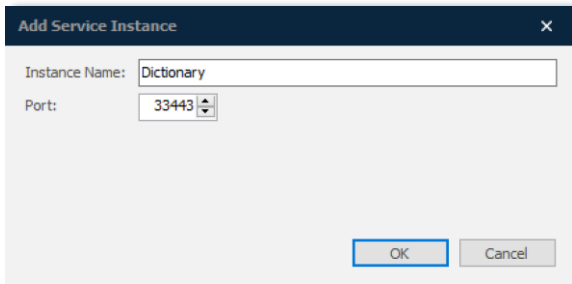 Add Service Instance
Instance Name: Dictionary
Port: 33443
OK Cancel